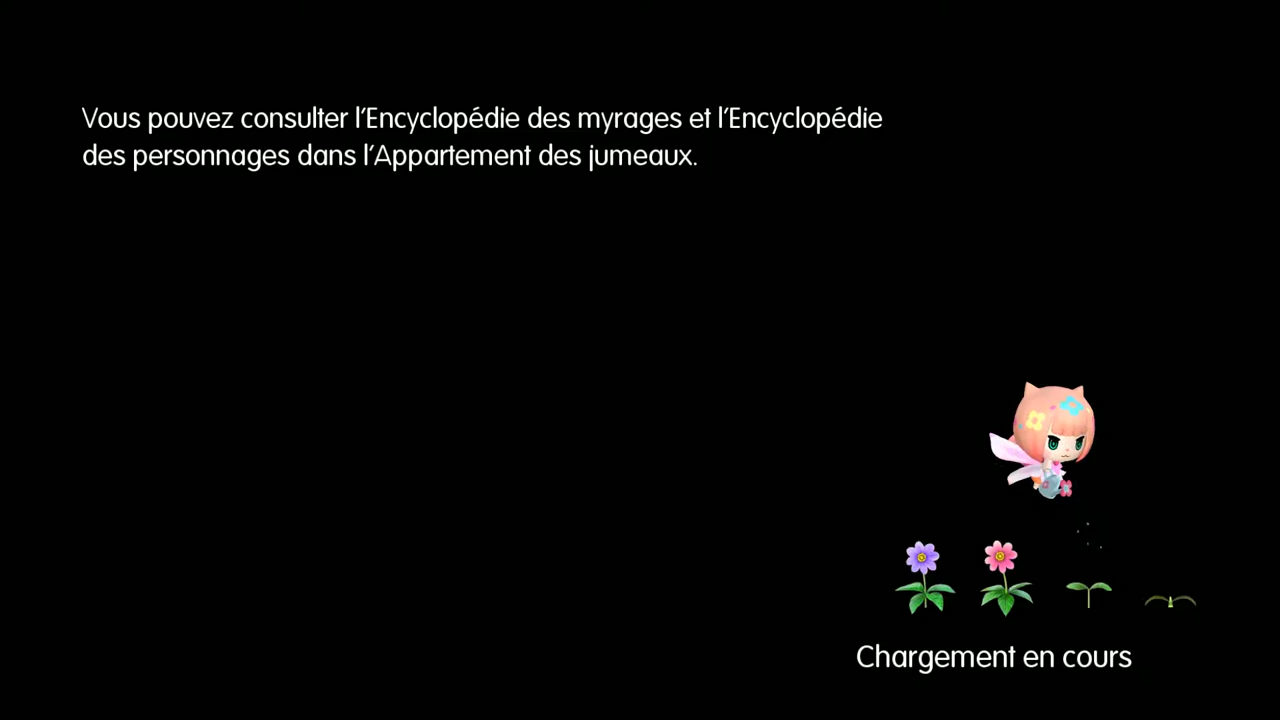 Vous pouvez consulter l'Encyclopédie des myrages et l'Encyclopédie
des personnages dans l'Appartement des jumeaux.
Chargement en cours